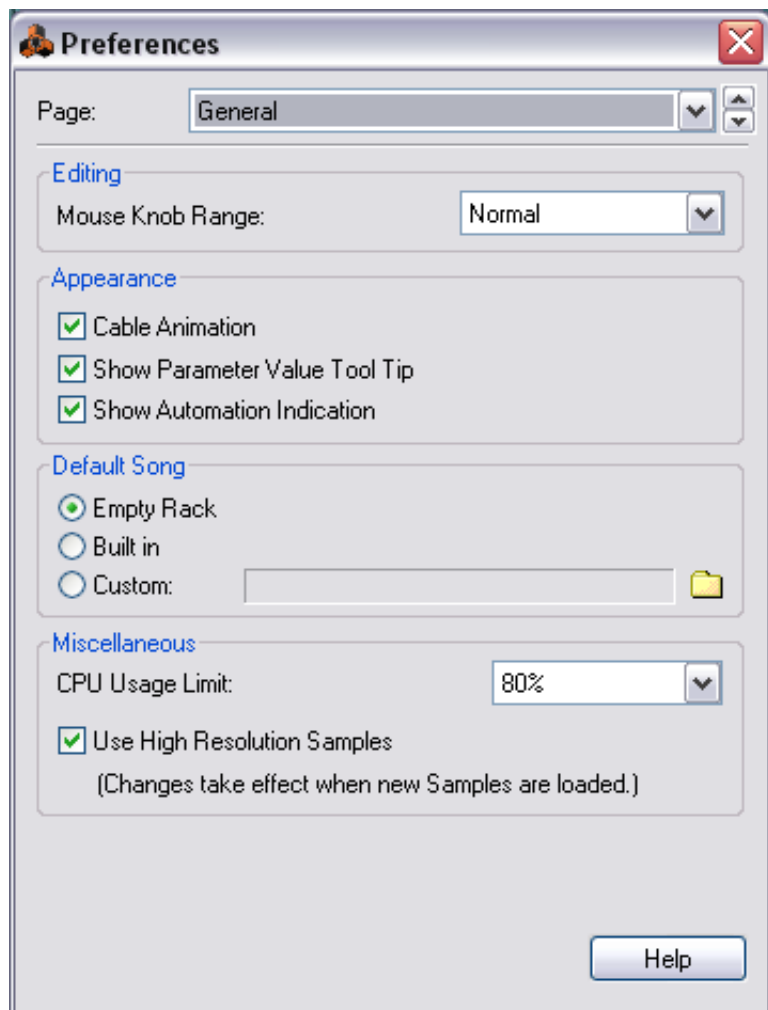 Preferences
Page: General
Editing
Mouse Knob Range: Normal
Appearance
Cable Animation
Show Parameter Value Tool Tip
Show Automation Indication
Default Song
Empty Rack
Built in
Custom:
Miscellaneous
CPU Usage Limit: 80%
Use High Resolution Samples
(Changes take effect when new Samples are loaded.)
Help